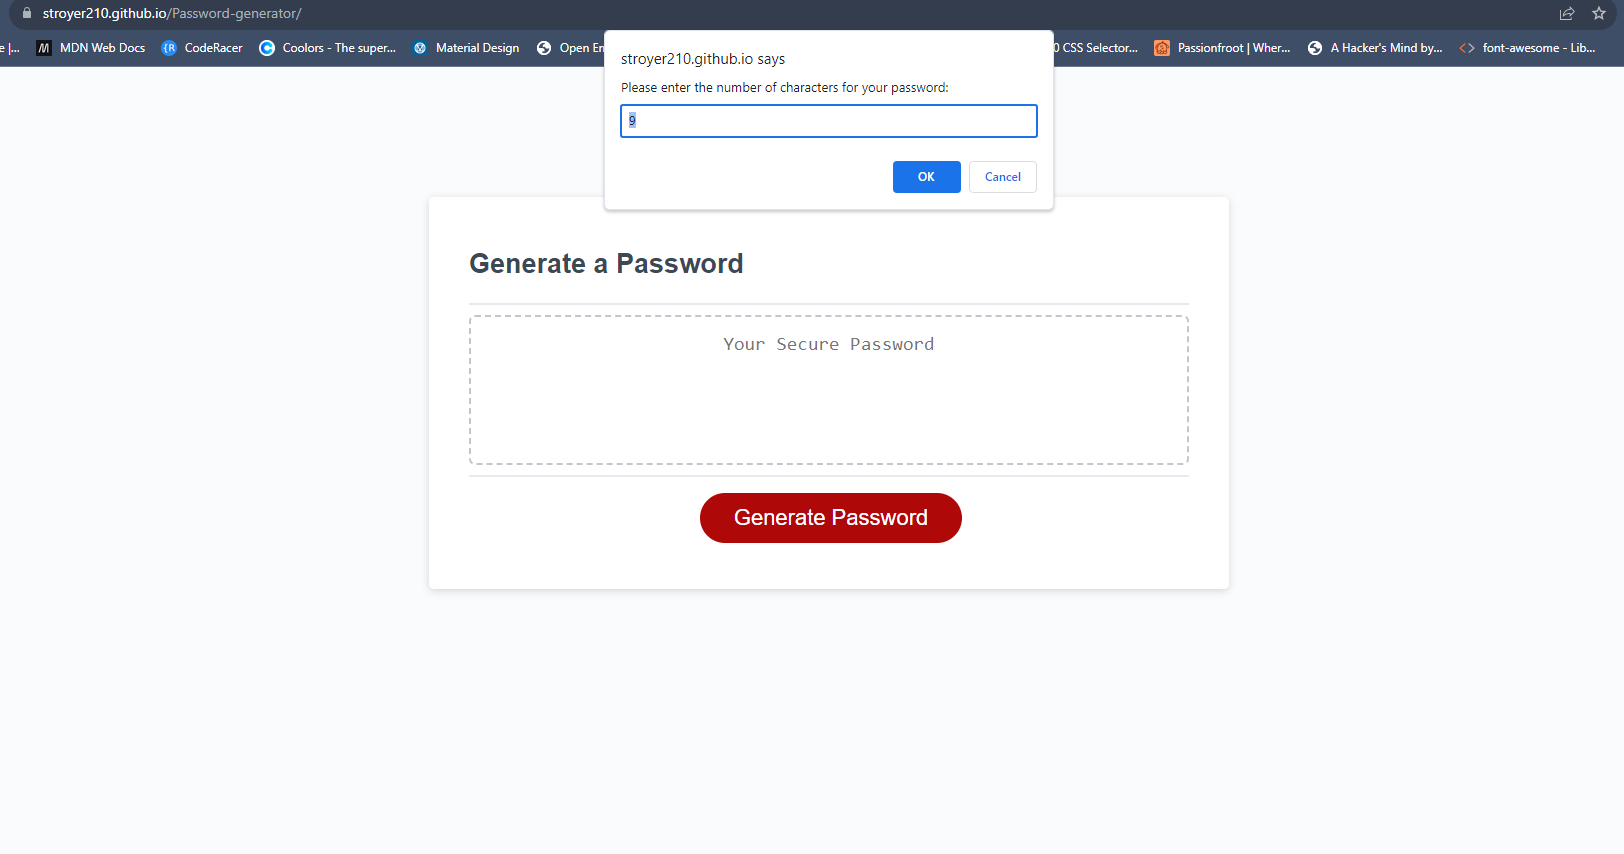 stroyer210.github.io/Password-generator/
e |... MDN Web Docs CodeRacer Coolors - The super... Material Design Open En 0 CSS Selector... Passionfroot | Wher... A Hacker's Mind by... font-awesome - Lib...
stroyer210.github.io says
Please enter the number of characters for your password:
9
OK Cancel
Generate a Password
Your Secure Password
Generate Password